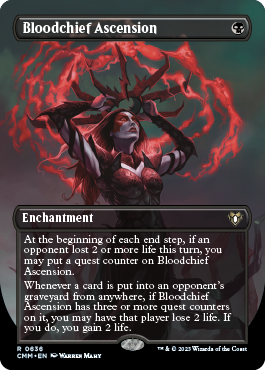 Bloodchief Ascension
Enchantment
At the beginning of each end step, if an
opponent lost 2 or more life this turn, you
may put a quest counter on Bloodchief
Ascension.
Whenever a card is put into an opponent's
graveyard from anywhere, if Bloodchief
Ascension has three or more quest counters
on it, you may have that player lose 2 life. If
you do, you gain 2 life.
R 0636
CMM • EN Warren Mahy
™ & © 2023 Wizards of the Coast